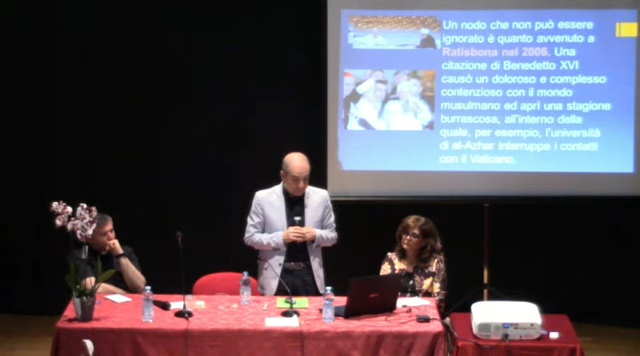 Un nodo che non può essere
ignorato è quanto avvenuto a
Ratisbona nel 2006. Una
citazione di Benedetto XVI
causò un doloroso e complesso
contenzioso con il mondo
musulmano ed aprì una stagione
burrascosa, all'interno della
quale, per esempio, l'università
di al-Azhar interruppe i contatti
con il Vaticano.